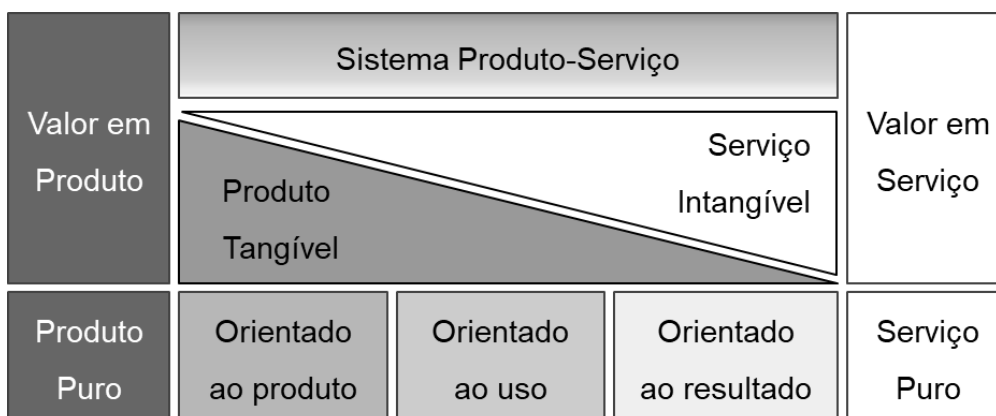 Valor em
Produto
Sistema Produto-Serviço
Produto
Tangível
Serviço
Intangível
Valor em
Serviço
Produto
Puro
Orientado
ao produto
Orientado
ao uso
Orientado
ao resultado
Serviço
Puro